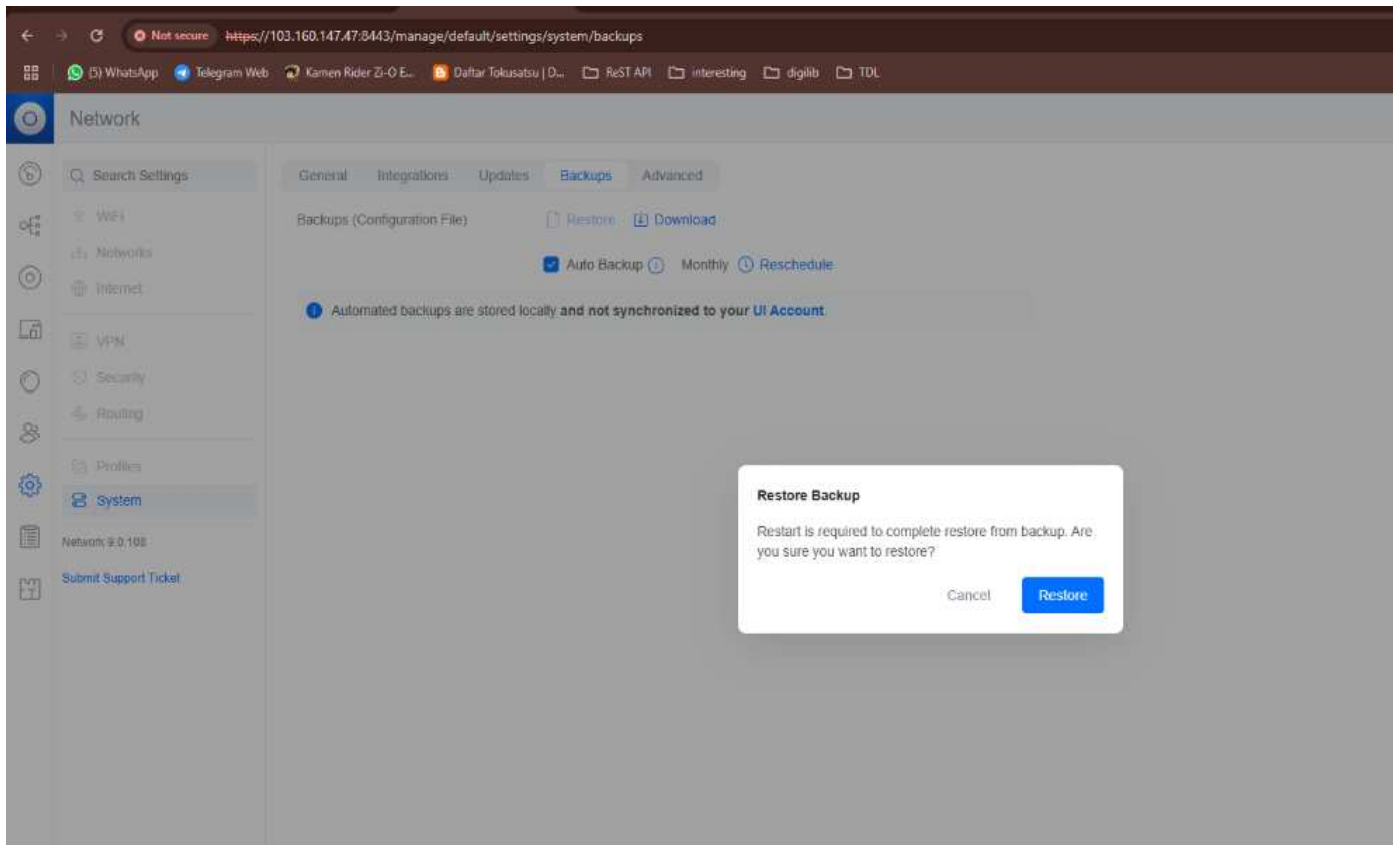 Not secure https://103.160.147.47:8443/manage/default/settings/system/backups
(5) WhatsApp Telegram Web Kamen Rider Zi-O E... Daftar Tokusatsu | D... ReST API interesting digilib TDL
Network
Search Settings
General Integrations Updates Backups Advanced
WiFi
Backups (Configuration File) Restore Download
Networks
Auto Backup Monthly Reschedule
Internet
Automated backups are stored locally and not synchronized to your UI Account.
VPN
Security
Routing
Profiles
System
Network 9.0.108
Submit Support Ticket
Restore Backup
Restart is required to complete restore from backup. Are
you sure you want to restore?
Cancel Restore